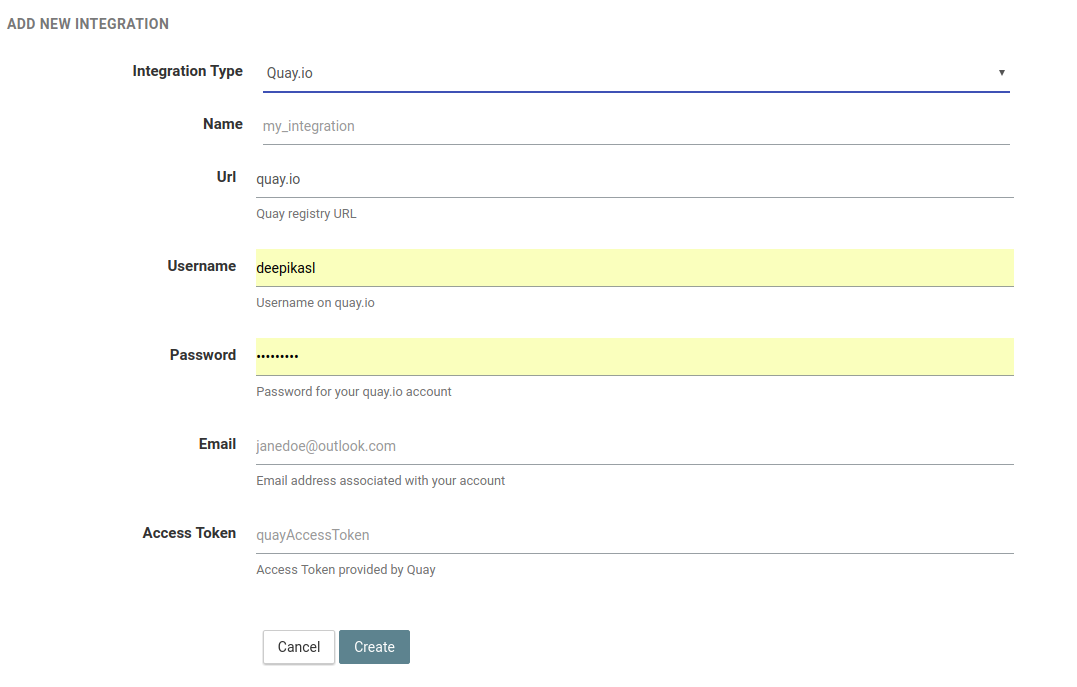 ADD NEW INTEGRATION
Integration Type Quay.io ▼
Name my_integration
Url quay.io
Quay registry URL
Username deepikasl
Username on quay.io
Password •••••••••
Password for your quay.io account
Email janedoe@outlook.com
Email address associated with your account
Access Token quayAccessToken
Access Token provided by Quay
Cancel Create